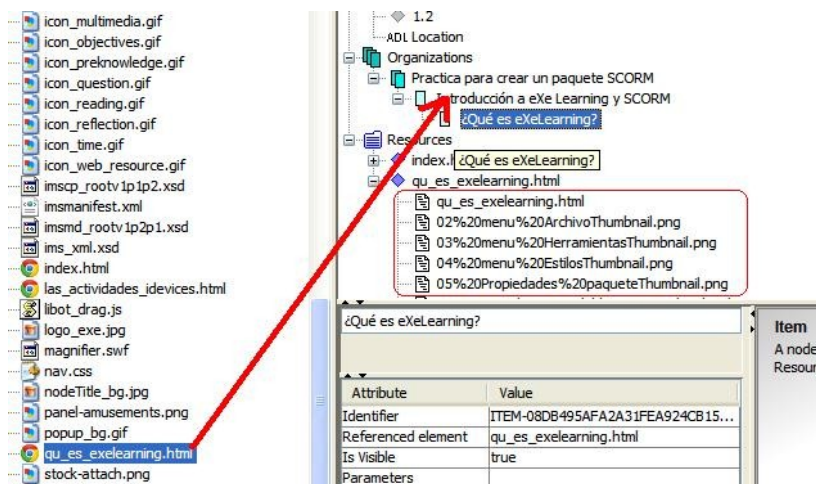 icon_multimedia.gif
icon_objectives.gif
icon_preknowledge.gif
icon_question.gif
icon_reading.gif
icon_reflection.gif
icon_time.gif
icon_web_resource.gif
imscp_rootv1p1p2.xsd
imsmanifest.xml
imsmd_rootv1p2p1.xsd
ims_xml.xsd
index.html
las_actividades_idevices.html
libot_drag.js
logo_exe.jpg
magnifier.swf
nav.css
nodeTitle_bg.jpg
panel-amusements.png
popup_bg.gif
qu_es_exelearning.html
stock-attach.png
1.2
ADL Location
Organizations
Practica para crear un paquete SCORM
Introducción a eXe Learning y SCORM
¿Qué es eXeLearning?
Resources
index.h ¿Qué es eXeLearning?
qu_es_exelearning.html
qu_es_exelearning.html
02%20menu%20ArchivoThumbnail.png
03%20menu%20HerramientasThumbnail.png
04%20menu%20EstilosThumbnail.png
05%20Propiedades%20paqueteThumbnail.png
¿Qué es eXeLearning?
Attribute Value
Identifier ITEM-08DB495AFA2A31FEA924CB15...
Referenced element qu_es_exelearning.html
Is Visible true
Parameters
Item
A node
Resour